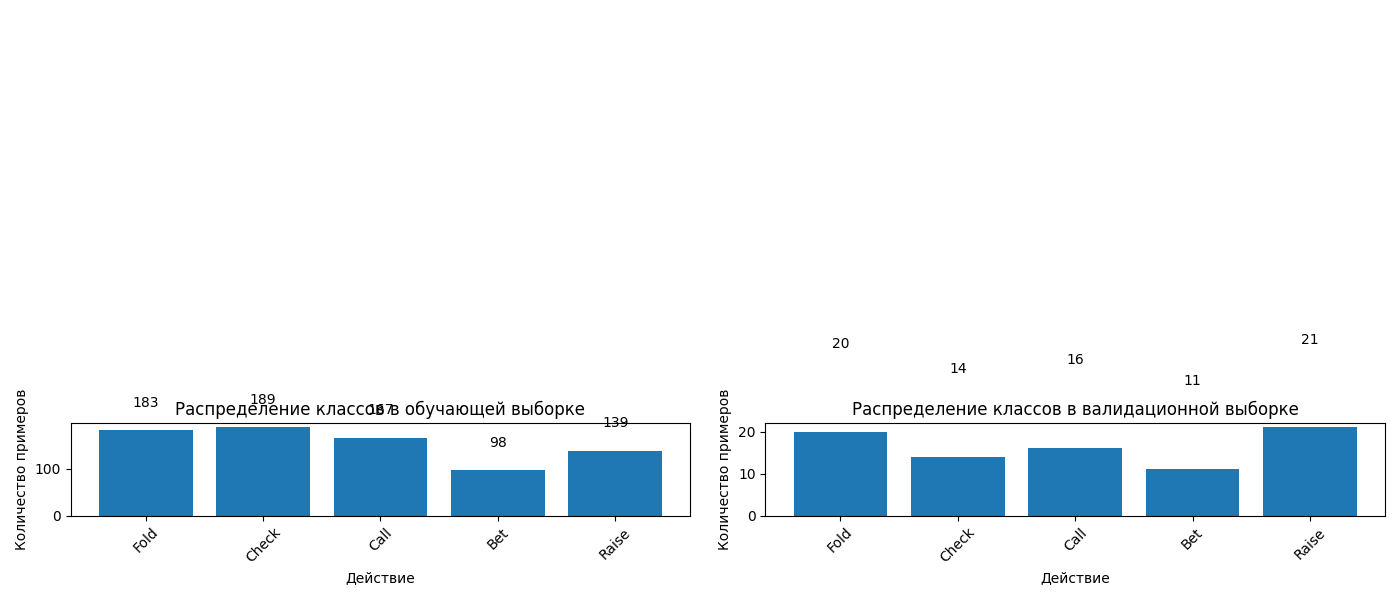 183
189
167
98
139
Распределение классов в обучающей выборке
Количество примеров
100
0
Fold
Check
Call
Bet
Raise
Действие
20
14
16
11
21
Распределение классов в валидационной выборке
Количество примеров
20
10
0
Fold
Check
Call
Bet
Raise
Действие